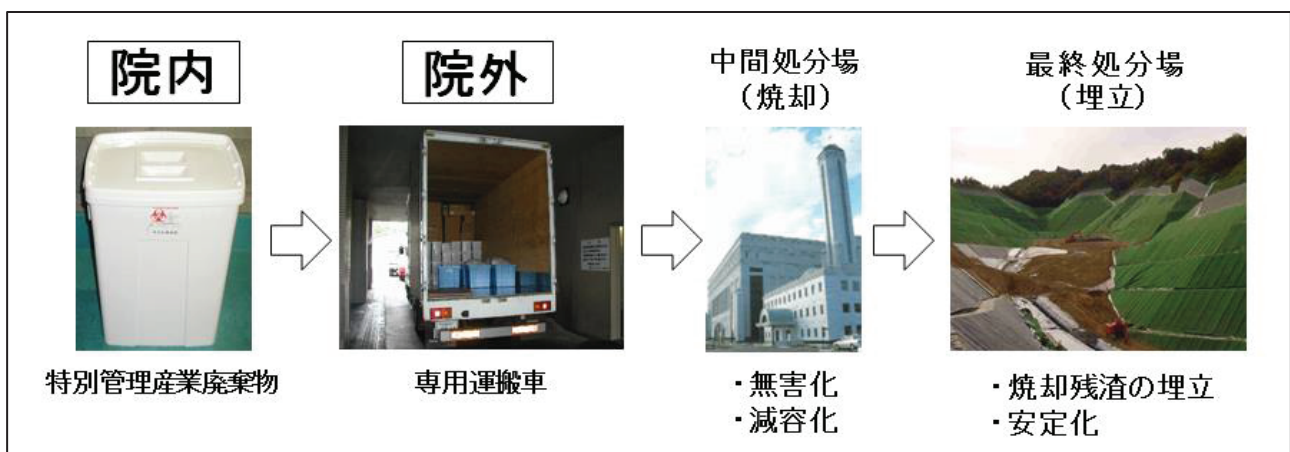 院内
院外
中間処分場
（焼却）
最終処分場
（埋立）
特別管理産業廃棄物
専用運搬車
・無害化
・減容化
・焼却残渣の埋立
・安定化